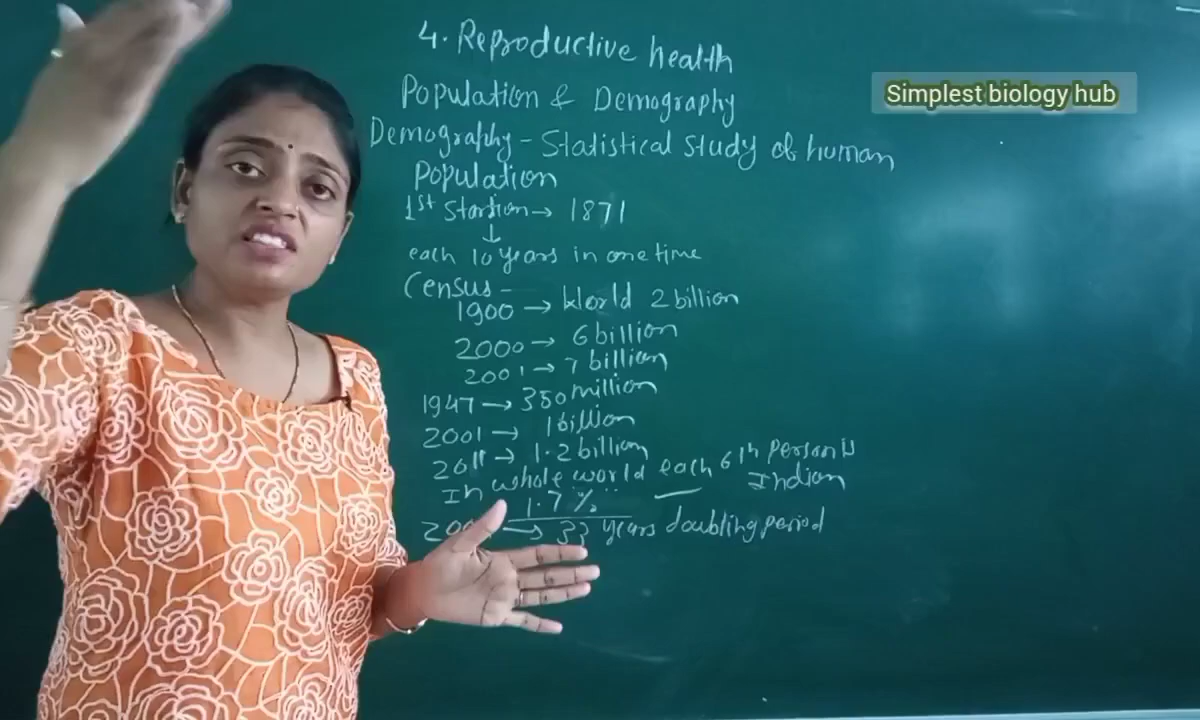 4. Reproductive health
Simplest biology hub
Population & Demography
Demography - Statistical study of human
Population
1st → 1871
↓
each 10 years in one time
Census -
1900 → World 2 billion
2000 → 6 billion
2001 → 7 billion
1947 → 350 million
2001 → 1 billion
2011 → 1.2 billion
In whole world each 6th person is
Indian
1.7 %
→ 33 years doubling period